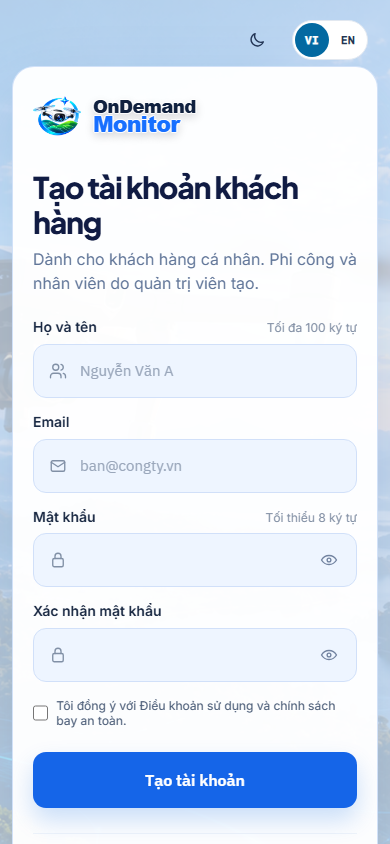 VI EN
OnDemand
Monitor
Tạo tài khoản khách
hàng
Dành cho khách hàng cá nhân. Phi công và
nhân viên do quản trị viên tạo.
Họ và tên Tối đa 100 ký tự
Nguyễn Văn A
Email
ban@congty.vn
Mật khẩu Tối thiểu 8 ký tự
Xác nhận mật khẩu
Tôi đồng ý với Điều khoản sử dụng và chính sách
bay an toàn.
Tạo tài khoản